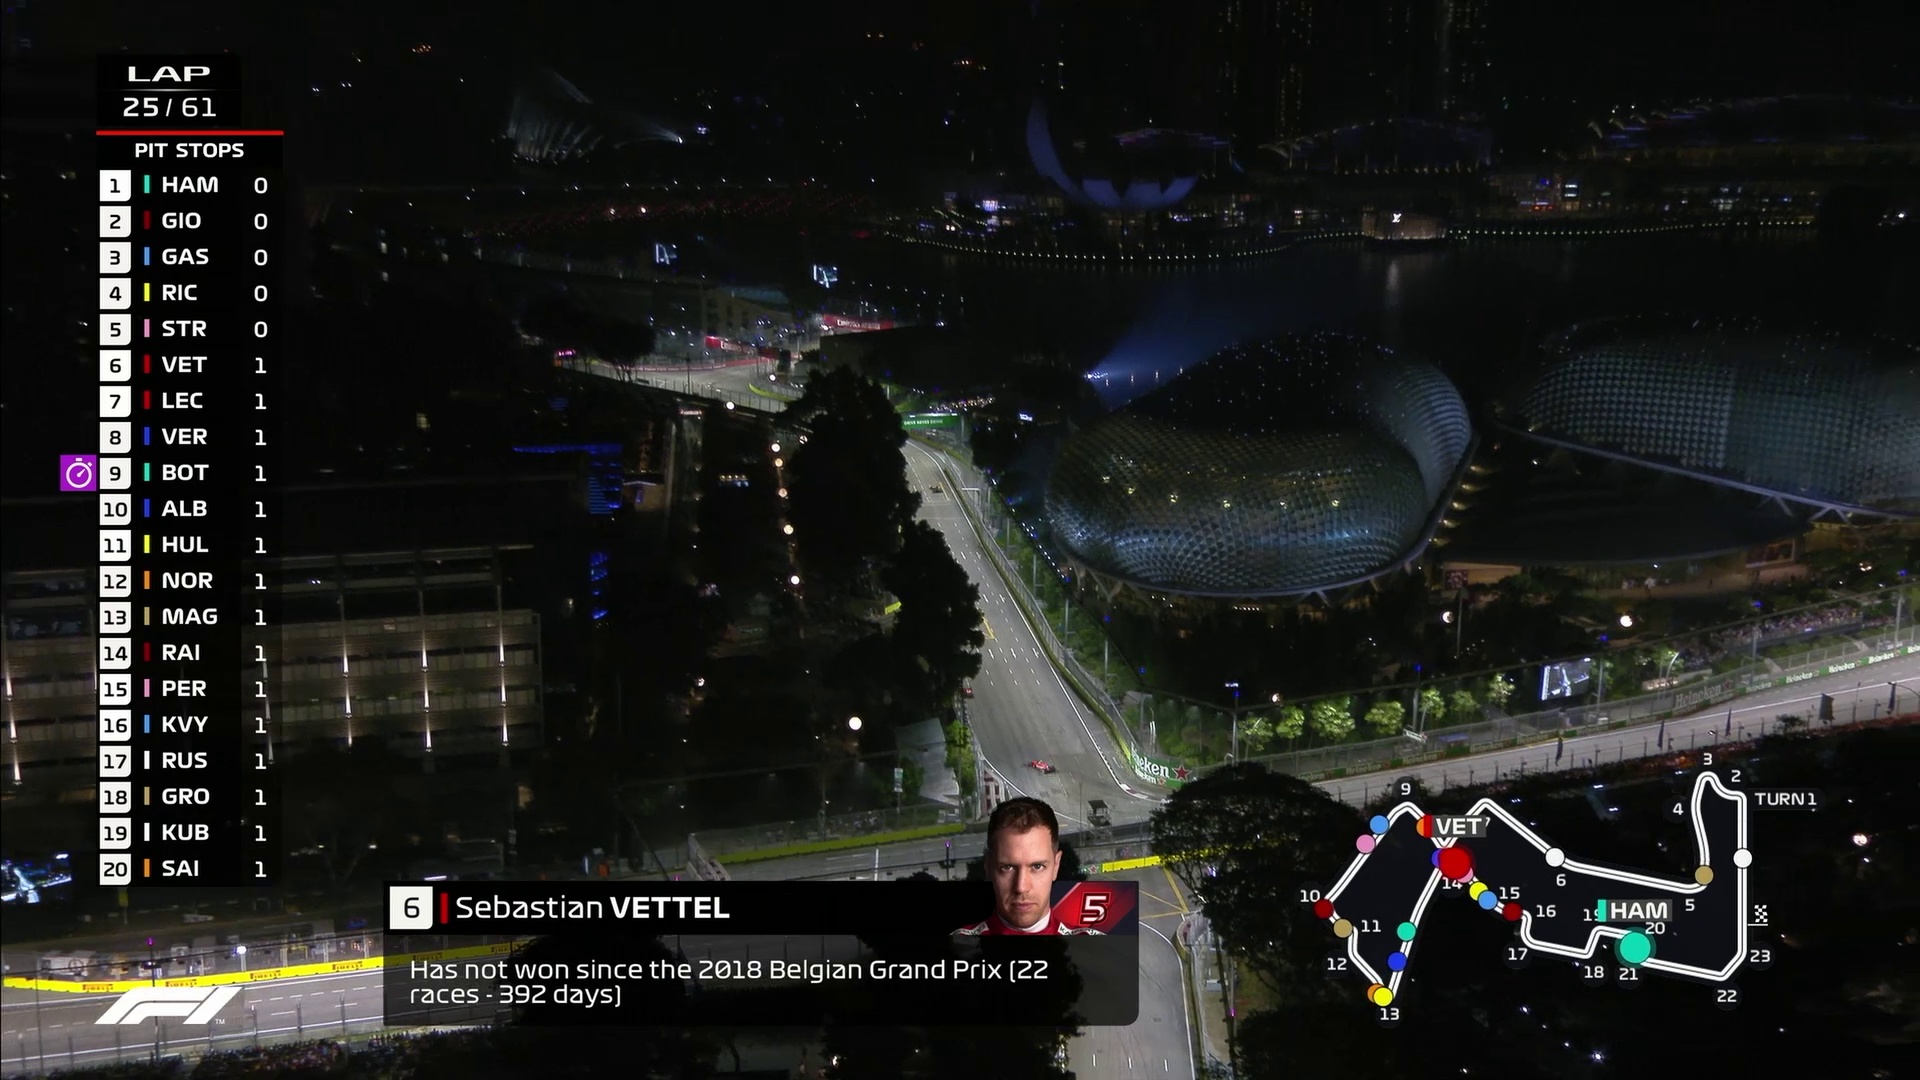 LAP
25/61
PIT STOPS
1 HAM 0
2 GIO 0
3 GAS 0
4 RIC 0
5 STR 0
6 VET 1
7 LEC 1
8 VER 1
9 BOT 1
10 ALB 1
11 HUL 1
12 NOR 1
13 MAG 1
14 RAI 1
15 PER 1
16 KVY 1
17 RUS 1
18 GRO 1
19 KUB 1
20 SAI 1
6 Sebastian VETTEL 5
Has not won since the 2018 Belgian Grand Prix (22
races - 392 days)
Heineken
3
2
TURN 1
4
9
VET 7
6
14
15
5
10
16
19
HAM
20
11
12
17
18
21
23
22
13